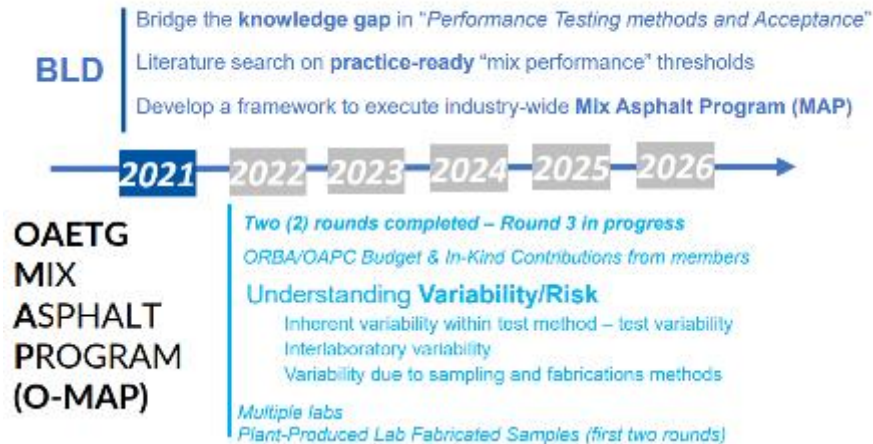 Bridge the knowledge gap in "Performance Testing methods and Acceptance"
BLD
Literature search on practice-ready "mix performance" thresholds
Develop a framework to execute industry-wide Mix Asphalt Program (MAP)
2021 2022 2023 2024 2025 2026
OAETG
MIX
ASPHALT
PROGRAM
(O-MAP)
Two (2) rounds completed – Round 3 in progress
ORBA/OAPC Budget & In-Kind Contributions from members
Understanding Variability/Risk
Inherent variability within test method – test variability
Interlaboratory variability
Variability due to sampling and fabrications methods
Multiple labs
Plant-Produced Lab Fabricated Samples (first two rounds)